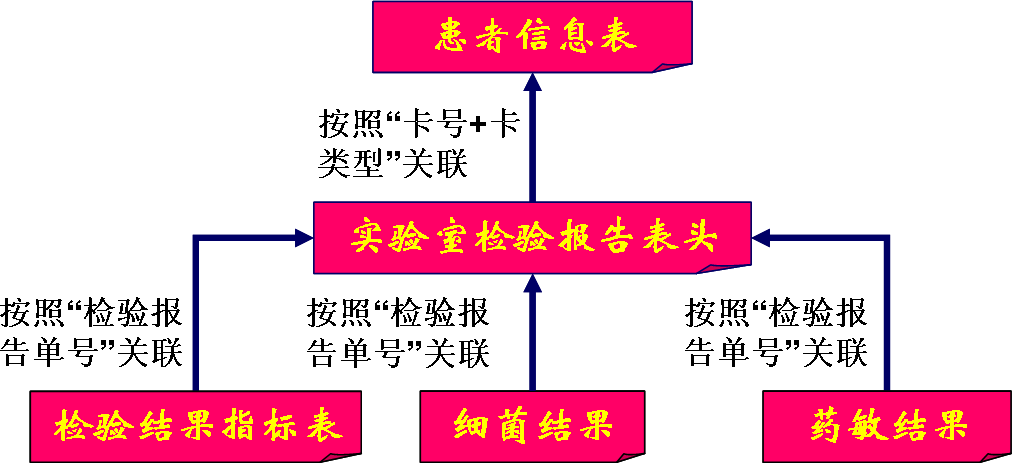 患者信息表
按照“卡号+卡
类型”关联
实验室检验报告表头
按照“检验报
告单号”关联
按照“检验报
告单号”关联
按照“检验报
告单号”关联
检验结果指标表
细菌结果
药敏结果